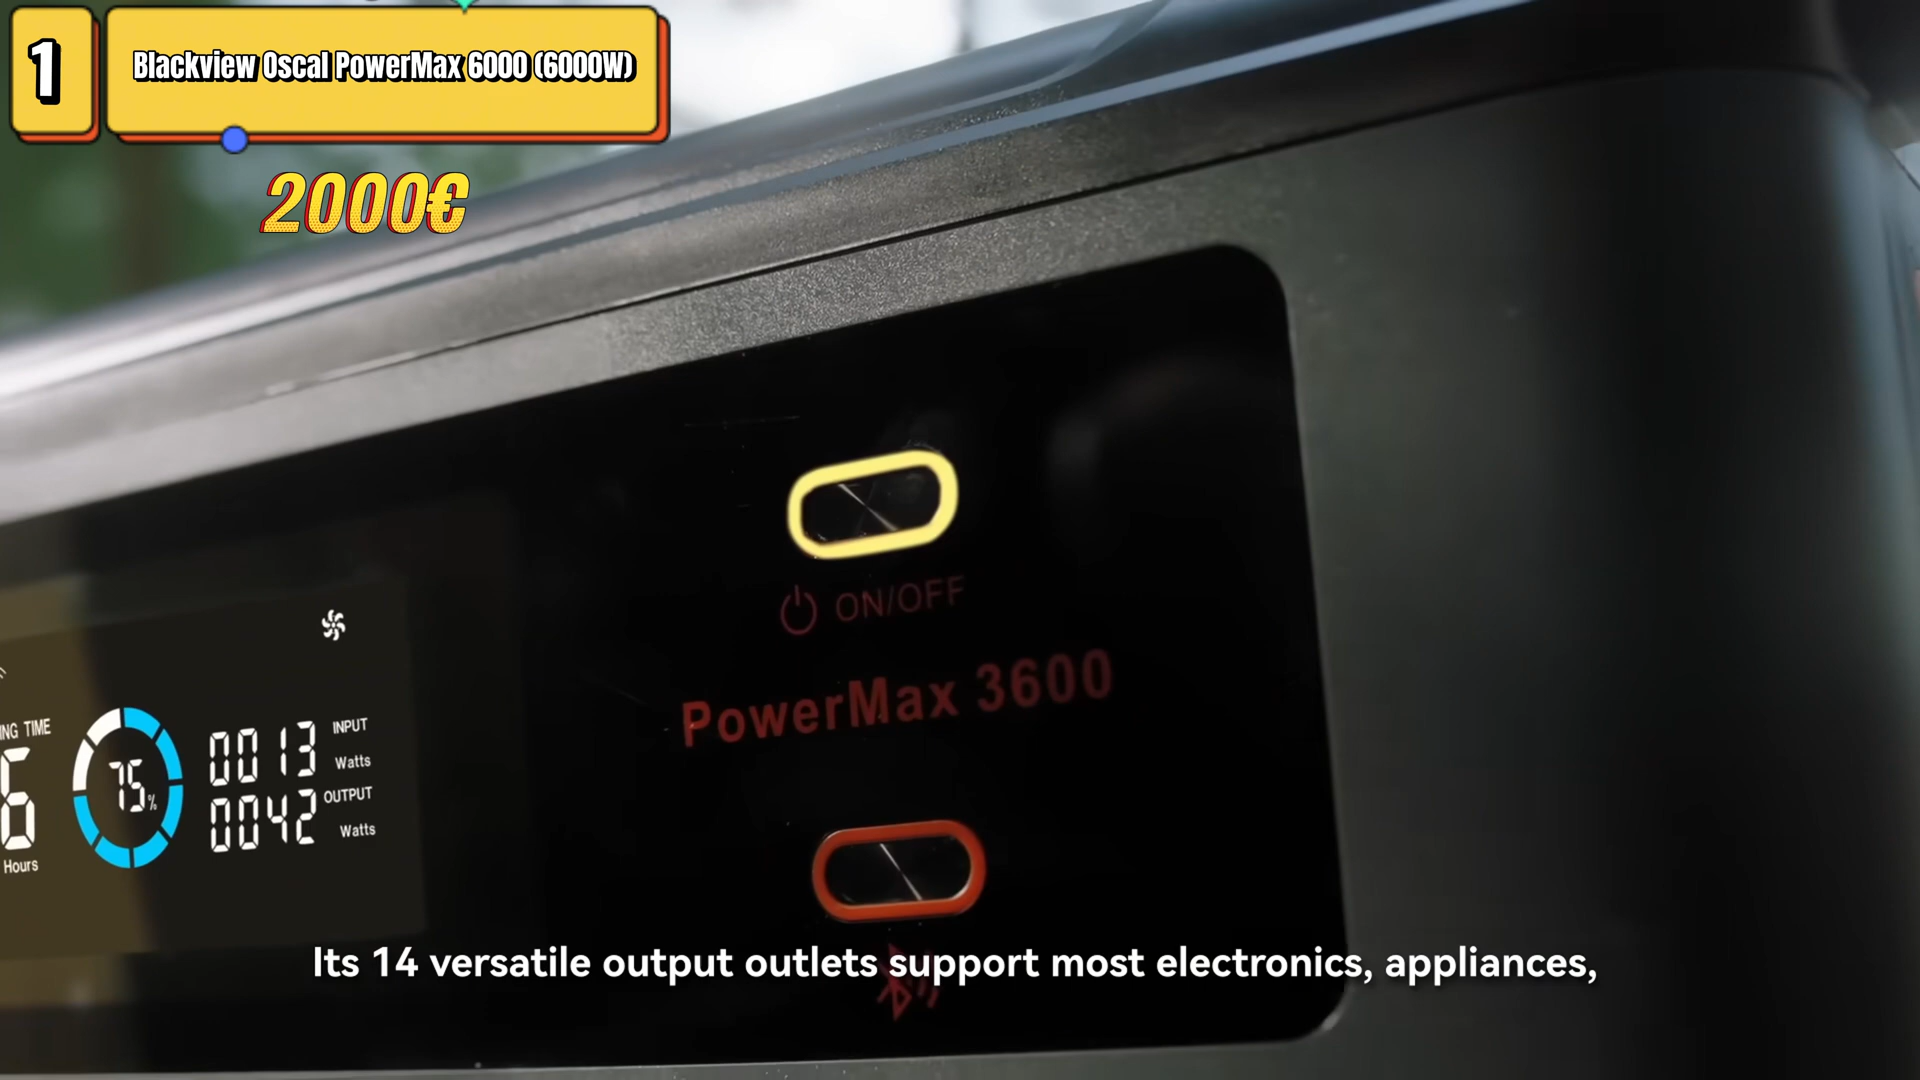 1
Blackview Oscal PowerMax 6000 (6000W)
2000€
ON/OFF
PowerMax 3600
NG TIME
6
Hours
75%
0013 INPUT
Watts
0042 OUTPUT
Watts
Its 14 versatile output outlets support most electronics, appliances,